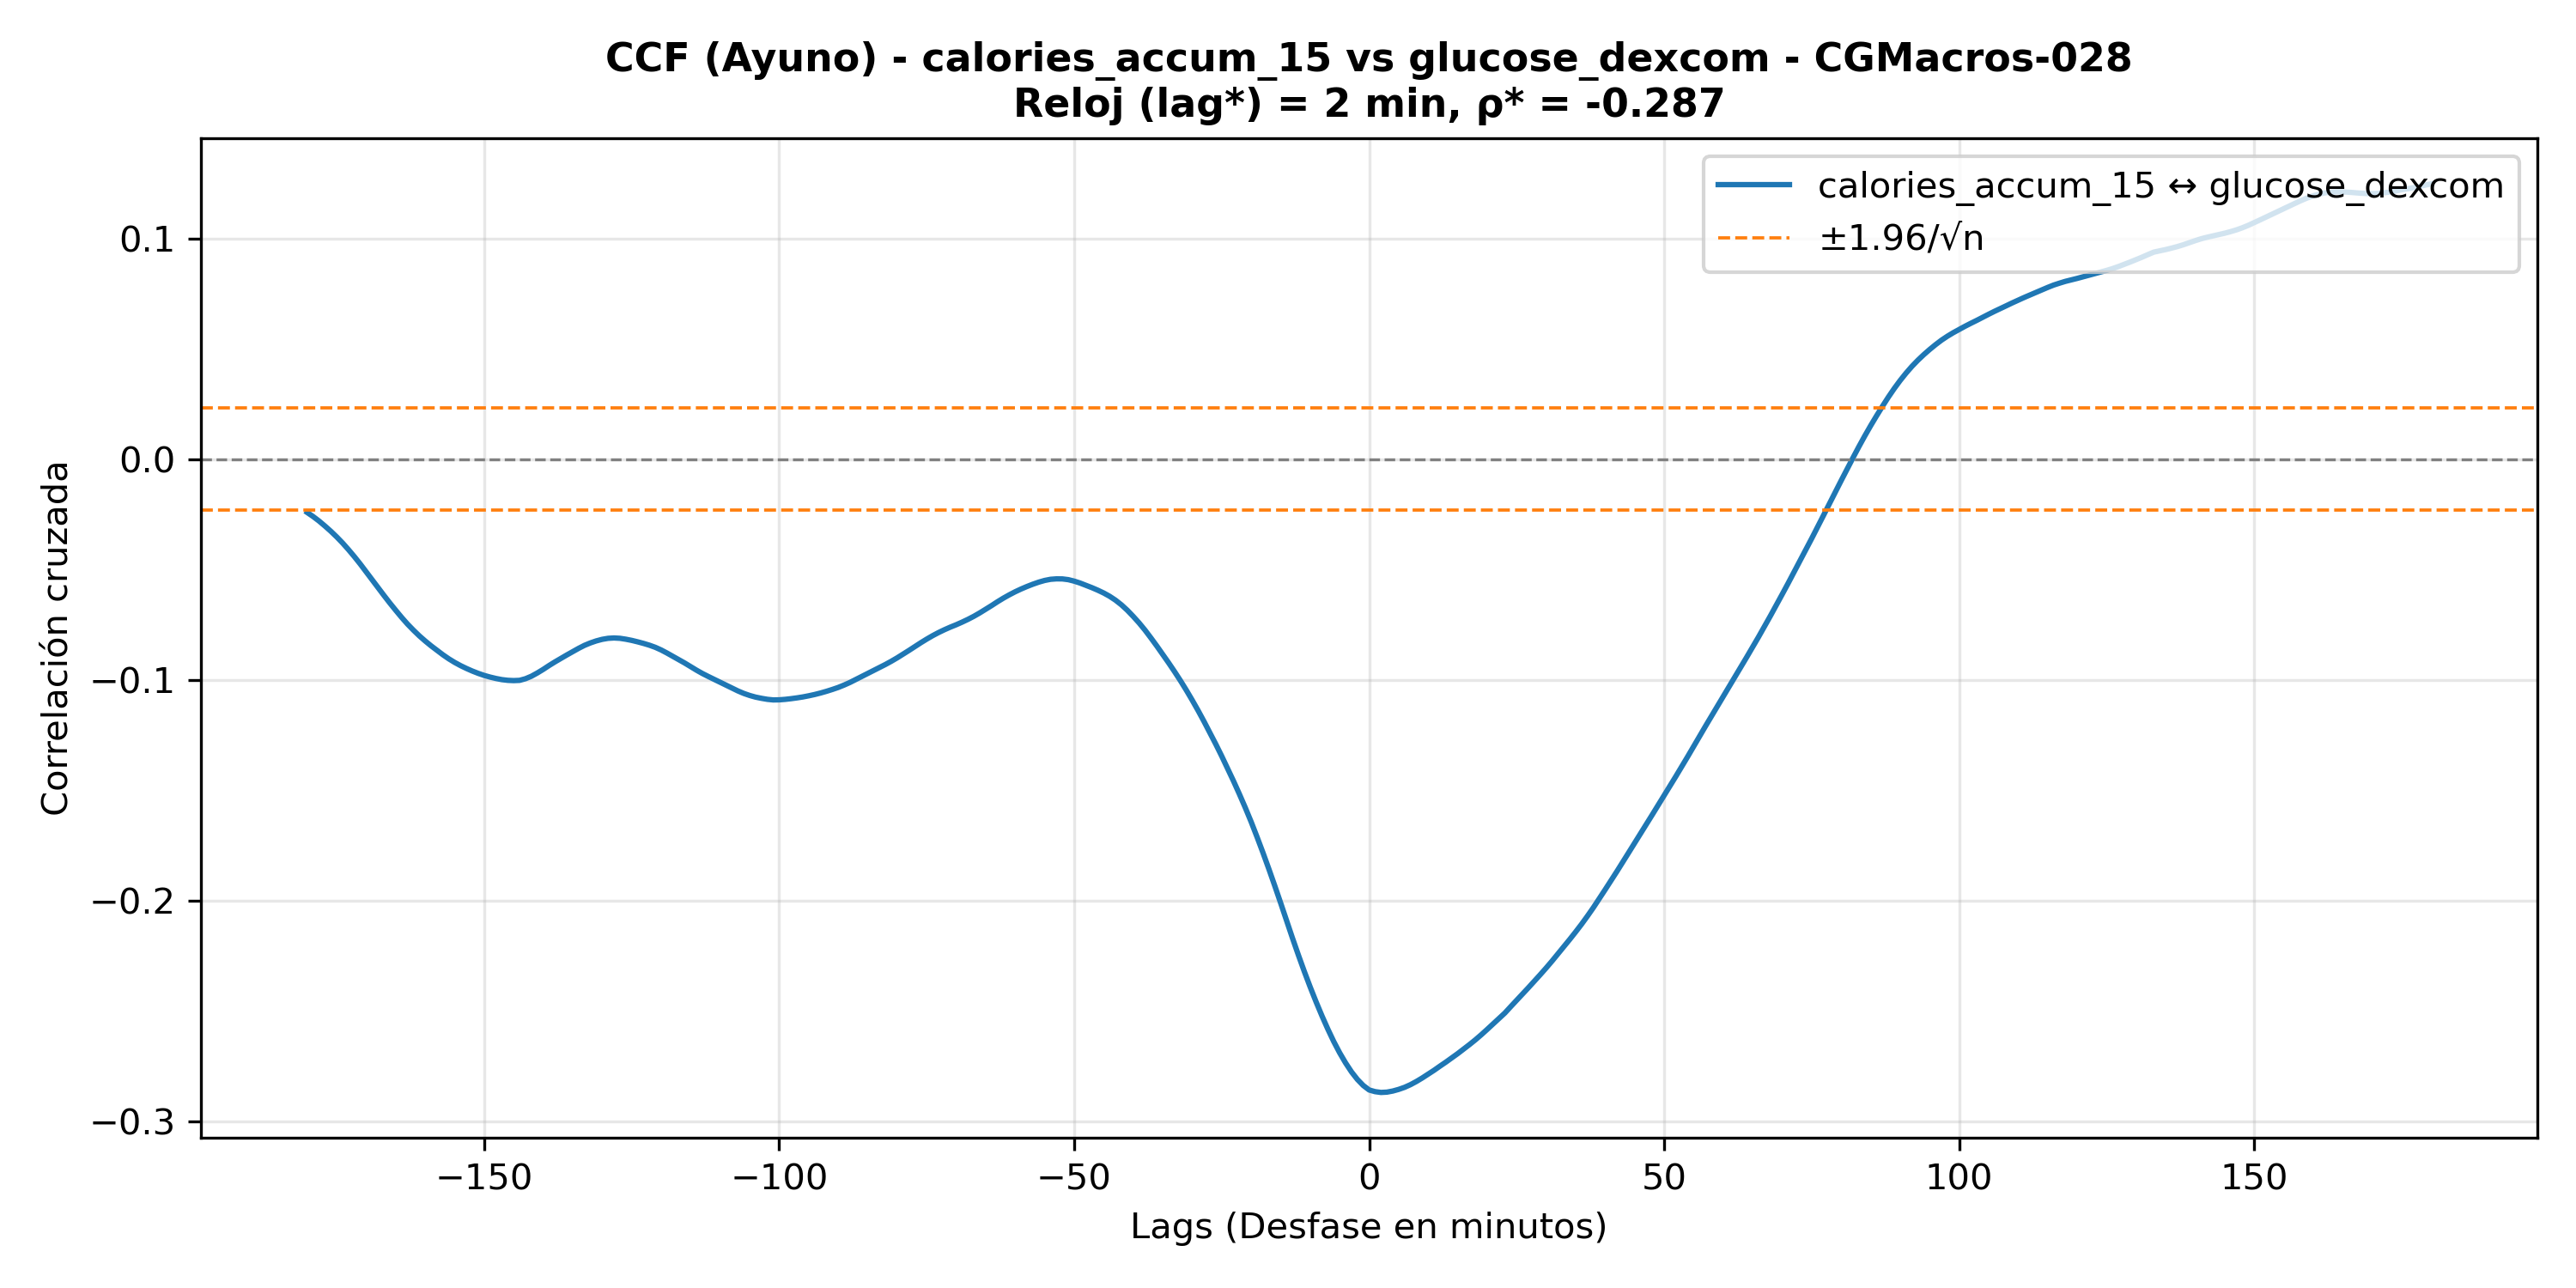 CCF (Ayuno) - calories_accum_15 vs glucose_dexcom - CGMacros-028
Reloj (lag*) = 2 min, ρ* = -0.287
calories_accum_15 ↔ glucose_dexcom
±1.96/√n
0.1
0.0
−0.1
−0.2
−0.3
Correlación cruzada
−150
−100
−50
0
50
100
150
Lags (Desfase en minutos)